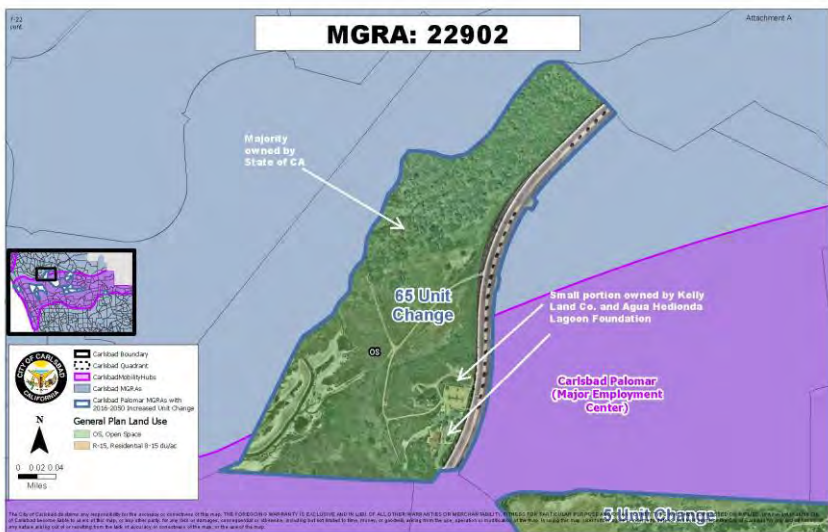 Attachment A
MGRA: 22902
Majority
owned by
State of CA
65 Unit
Change
Small portion owned by Kelly
Land Co. and Agua Hedionda
Lagoon Foundation
OS
Carlsbad Palomar
(Major Employment
Center)
CITY OF CARLSBAD
CALIFORNIA
Carlsbad Boundary
Carlsbad Quadrant
CarlsbadMobilityHubs
Carlsbad MGRAs
Carlsbad Palomar MGRAs with
2016-2050 Increased Unit Change
General Plan Land Use
OS, Open Space
R-15, Residential 8-15 du/ac
N
0 0.02 0.04
Miles
5 Unit Change